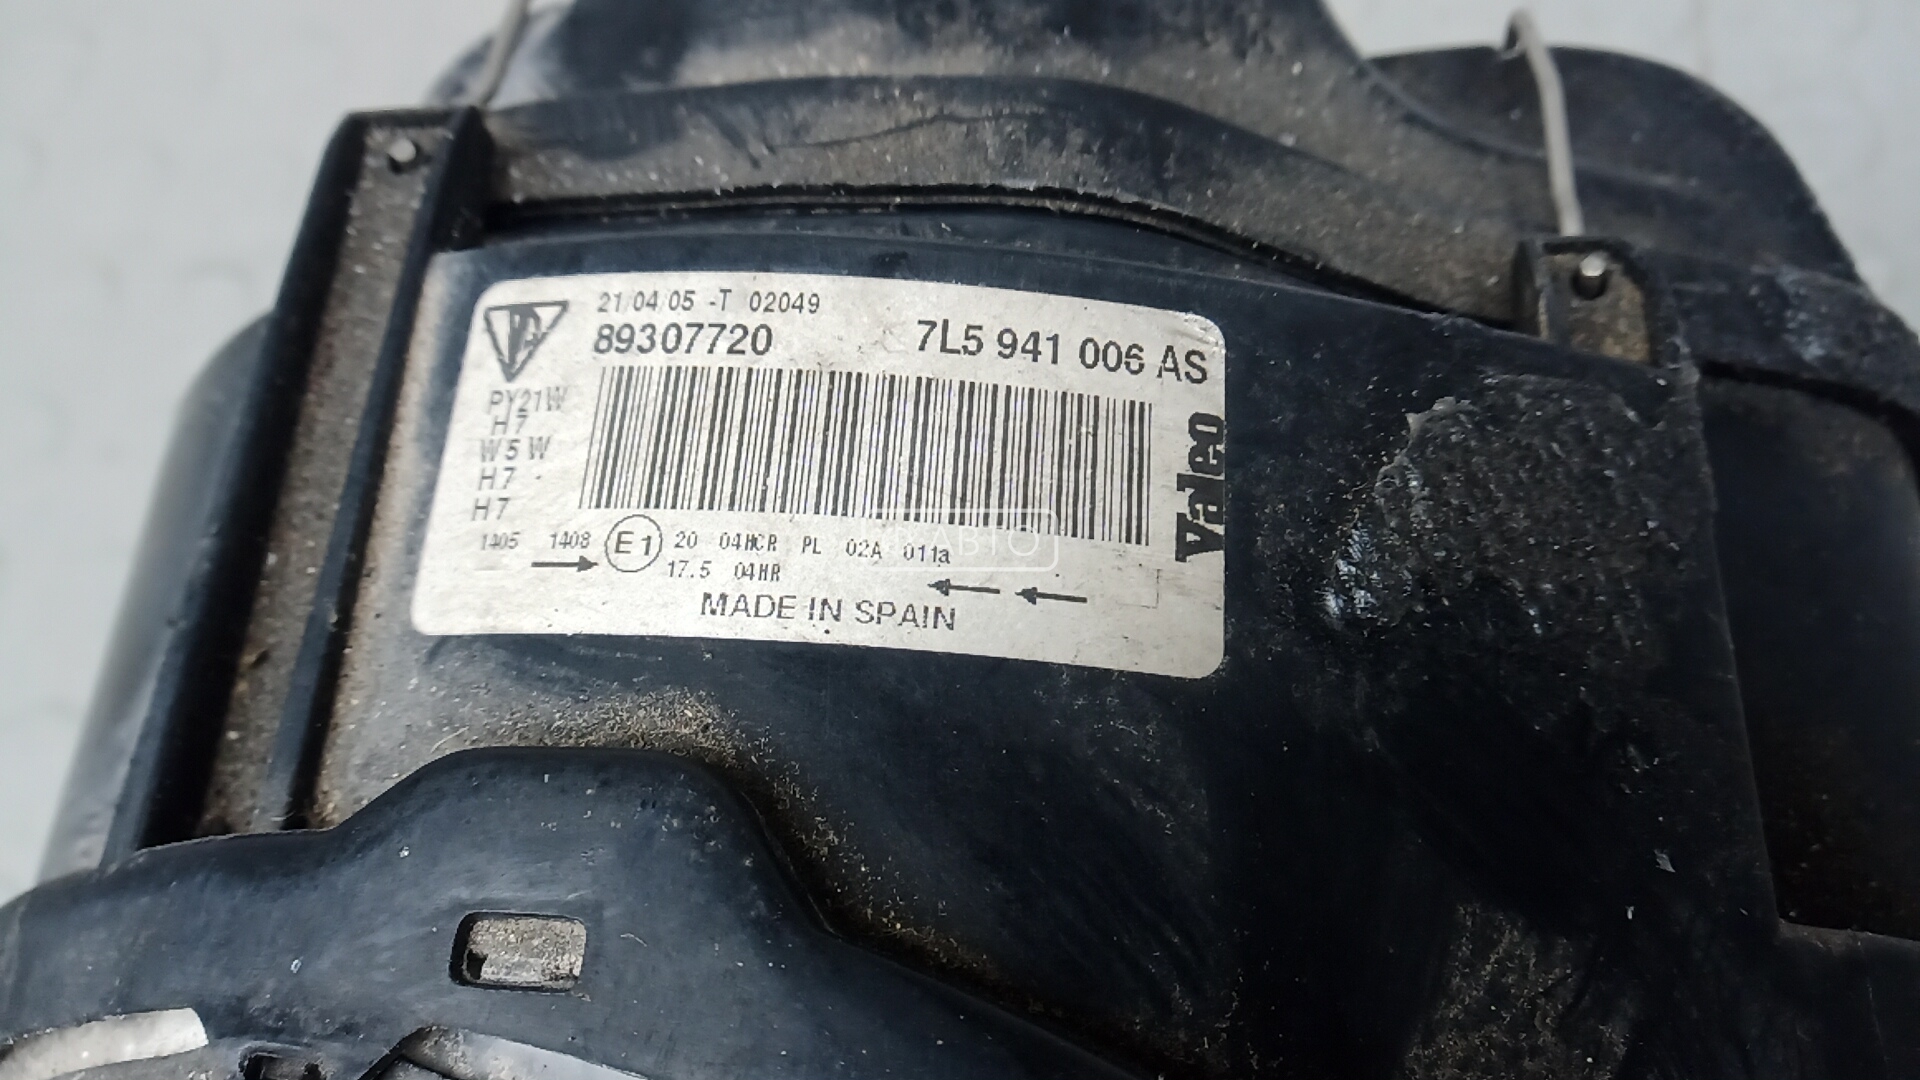 21/04/05 -T 02049
89307720 7L5 941 006 AS
PY21W
H7
W5W
H7
H7
Valeo
1405 1408 E1 20 04HCR PL 02A 011a
17.5 04HR
MADE IN SPAIN